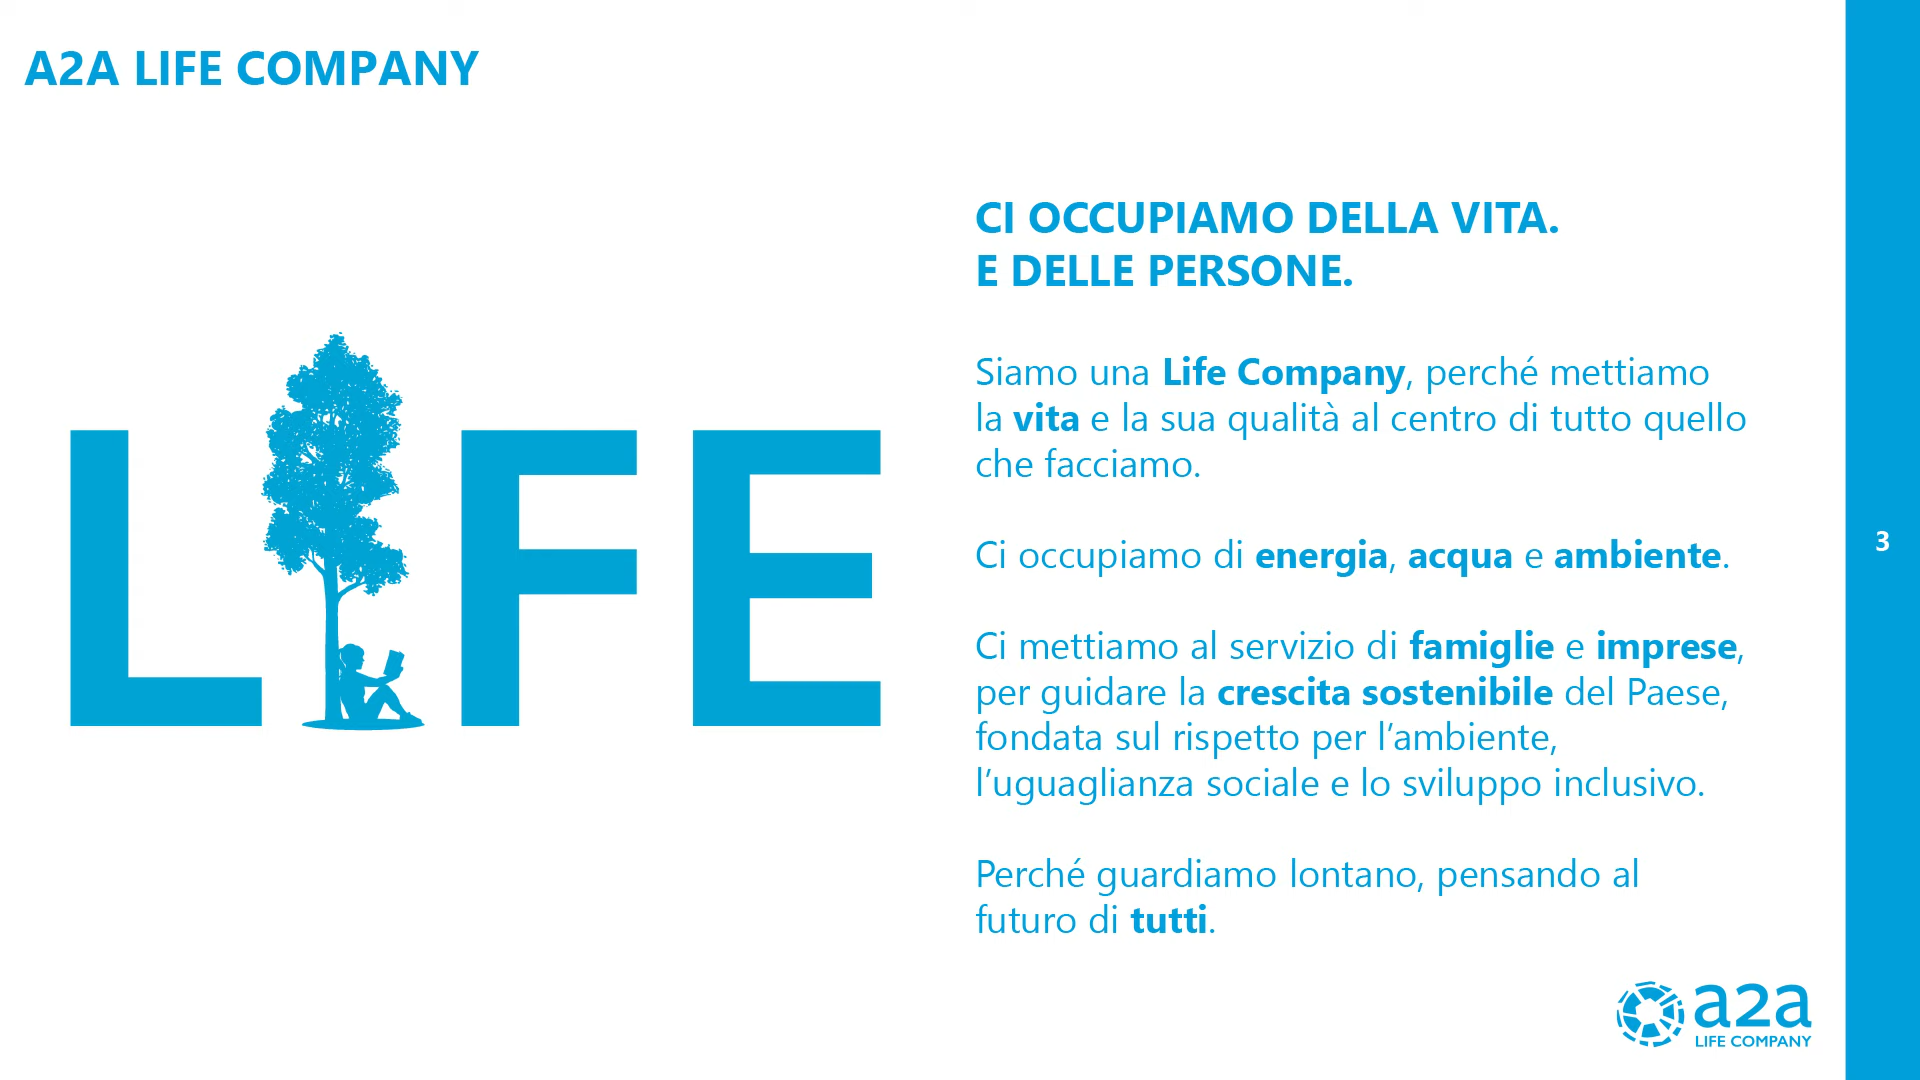 A2A LIFE COMPANY
LIFE
CI OCCUPIAMO DELLA VITA.
E DELLE PERSONE.
Siamo una Life Company, perché mettiamo
la vita e la sua qualità al centro di tutto quello
che facciamo.
Ci occupiamo di energia, acqua e ambiente.
Ci mettiamo al servizio di famiglie e imprese,
per guidare la crescita sostenibile del Paese,
fondata sul rispetto per l’ambiente,
l’uguaglianza sociale e lo sviluppo inclusivo.
Perché guardiamo lontano, pensando al
futuro di tutti.
3
a2a
LIFE COMPANY